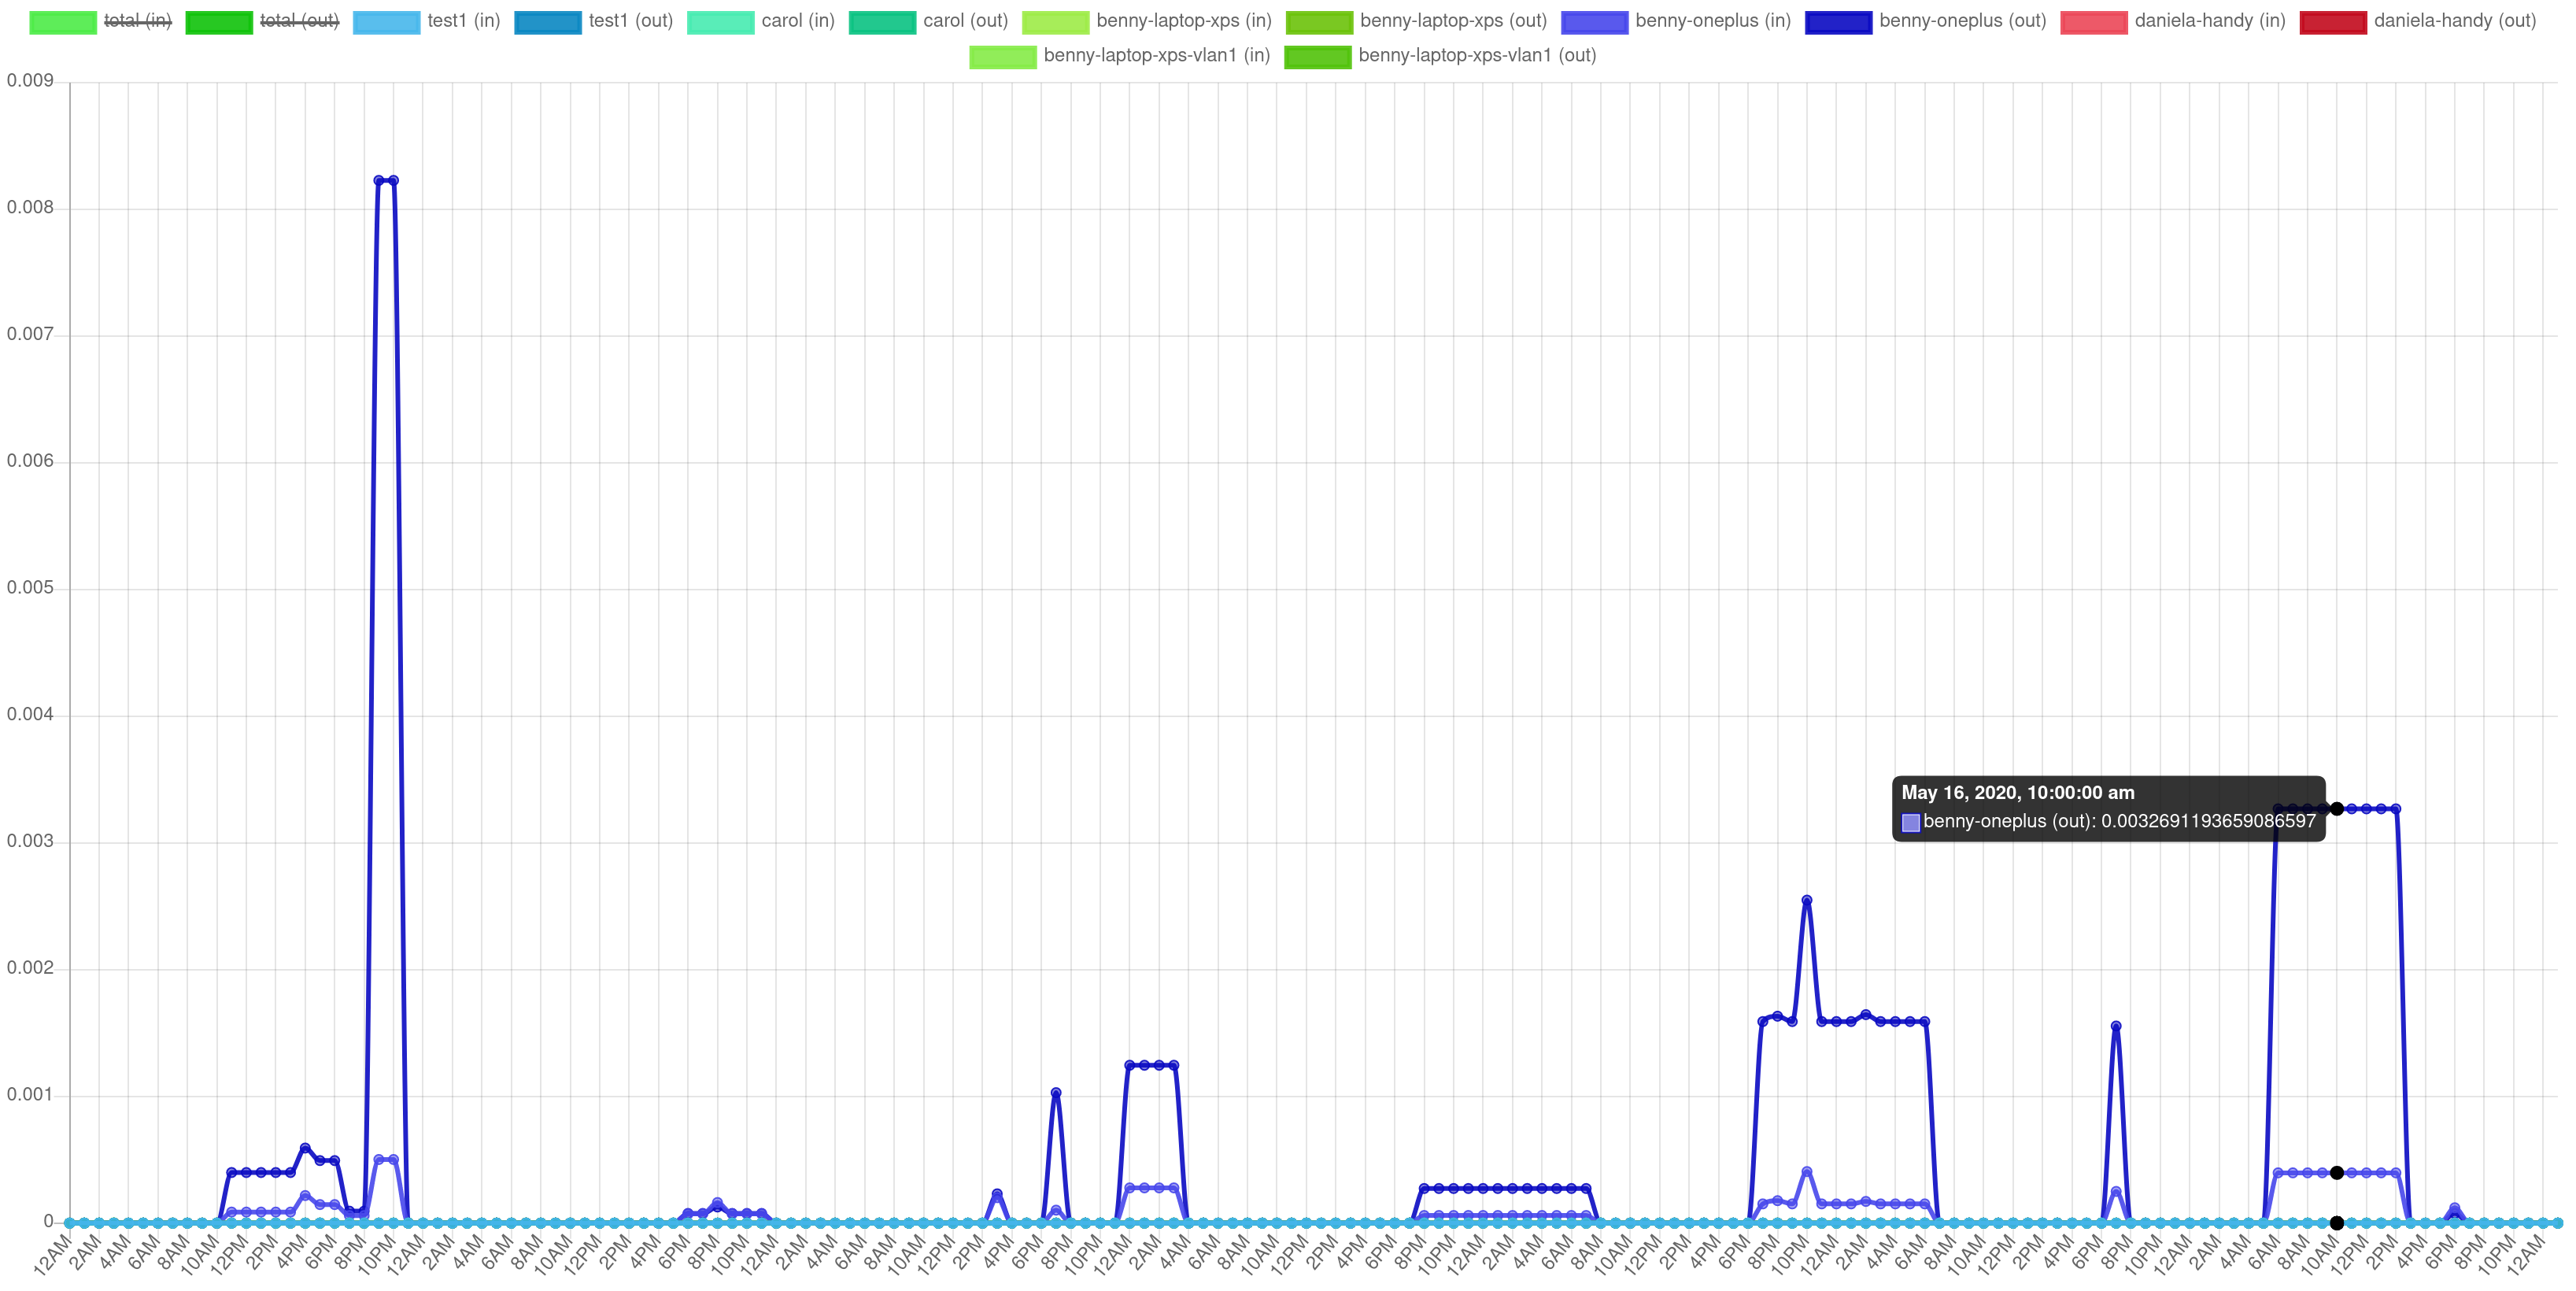 total (in) total (out) test1 (in) test1 (out) carol (in) carol (out) benny-laptop-xps (in) benny-laptop-xps (out) benny-oneplus (in) benny-oneplus (out) daniela-handy (in) daniela-handy (out)
benny-laptop-xps-vlan1 (in) benny-laptop-xps-vlan1 (out)
0.009
0.008
0.007
0.006
0.005
0.004
May 16, 2020, 10:00:00 am
benny-oneplus (out): 0.0032691193659086597
0.003
0.002
0.001
0
12AM 2AM 4AM 6AM 8AM 10AM 12PM 2PM 4PM 6PM 8PM 10PM 12AM 2AM 4AM 6AM 8AM 10AM 12PM 2PM 4PM 6PM 8PM 10PM 12AM 2AM 4AM 6AM 8AM 10AM 12PM 2PM 4PM 6PM 8PM 10PM 12AM 2AM 4AM 6AM 8AM 10AM 12PM 2PM 4PM 6PM 8PM 10PM 12AM 2AM 4AM 6AM 8AM 10AM 12PM 2PM 4PM 6PM 8PM 10PM 12AM 2AM 4AM 6AM 8AM 10AM 12PM 2PM 4PM 6PM 8PM 10PM 12AM 2AM 4AM 6AM 8AM 10AM 12PM 2PM 4PM 6PM 8PM 10PM 12AM